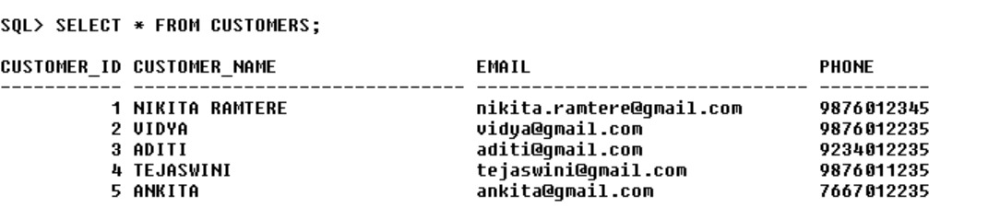 SQL> SELECT * FROM CUSTOMERS;
CUSTOMER_ID CUSTOMER_NAME EMAIL PHONE
----------- ------------------------------ ------------------------------ ----------
1 NIKITA RAMTERE nikita.ramtere@gmail.com 9876012345
2 VIDYA vidya@gmail.com 9876012235
3 ADITI aditi@gmail.com 9234012235
4 TEJASWINI tejaswini@gmail.com 9876011235
5 ANKITA ankita@gmail.com 7667012235